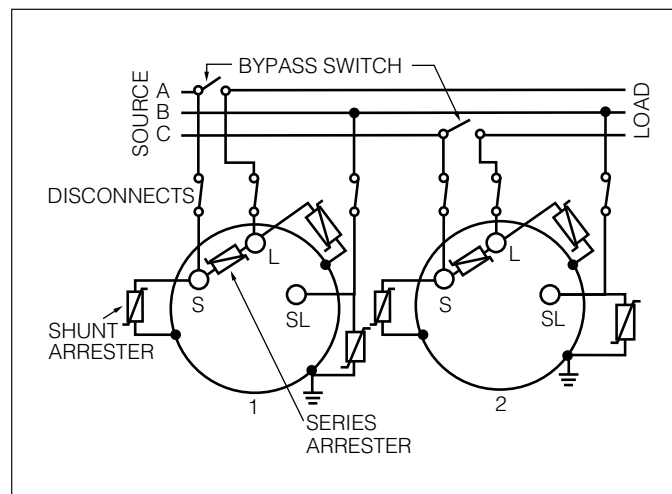 BYPASS SWITCH
SOURCE
A
B
C
LOAD
DISCONNECTS
L
L
S
SL
S
SL
SHUNT
ARRESTER
1
2
SERIES
ARRESTER